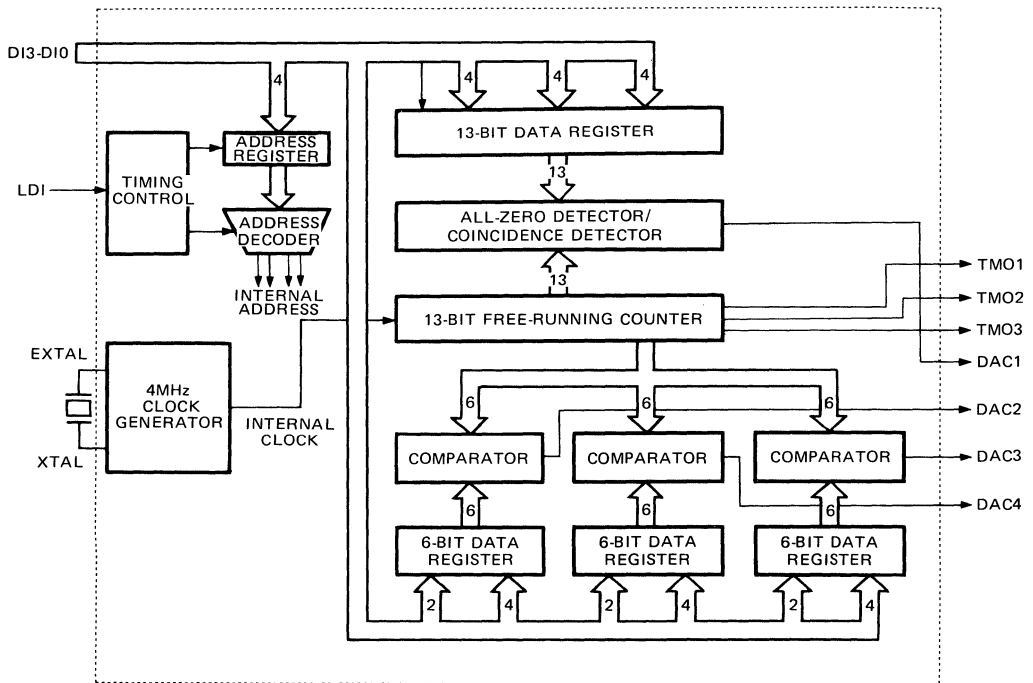 DI3-DI0
4
4
4
4
13-BIT DATA REGISTER
ADDRESS
REGISTER
TIMING
CONTROL
LDI
13
ADDRESS
DECODER
ALL-ZERO DETECTOR/
COINCIDENCE DETECTOR
13
INTERNAL
ADDRESS
13-BIT FREE-RUNNING COUNTER
TMO1
TMO2
TMO3
DAC1
EXTAL
4MHz
CLOCK
GENERATOR
INTERNAL
CLOCK
XTAL
6
6
6
DAC2
COMPARATOR
COMPARATOR
COMPARATOR
DAC3
6
6
6
DAC4
6-BIT DATA
REGISTER
6-BIT DATA
REGISTER
6-BIT DATA
REGISTER
2
4
2
4
2
4